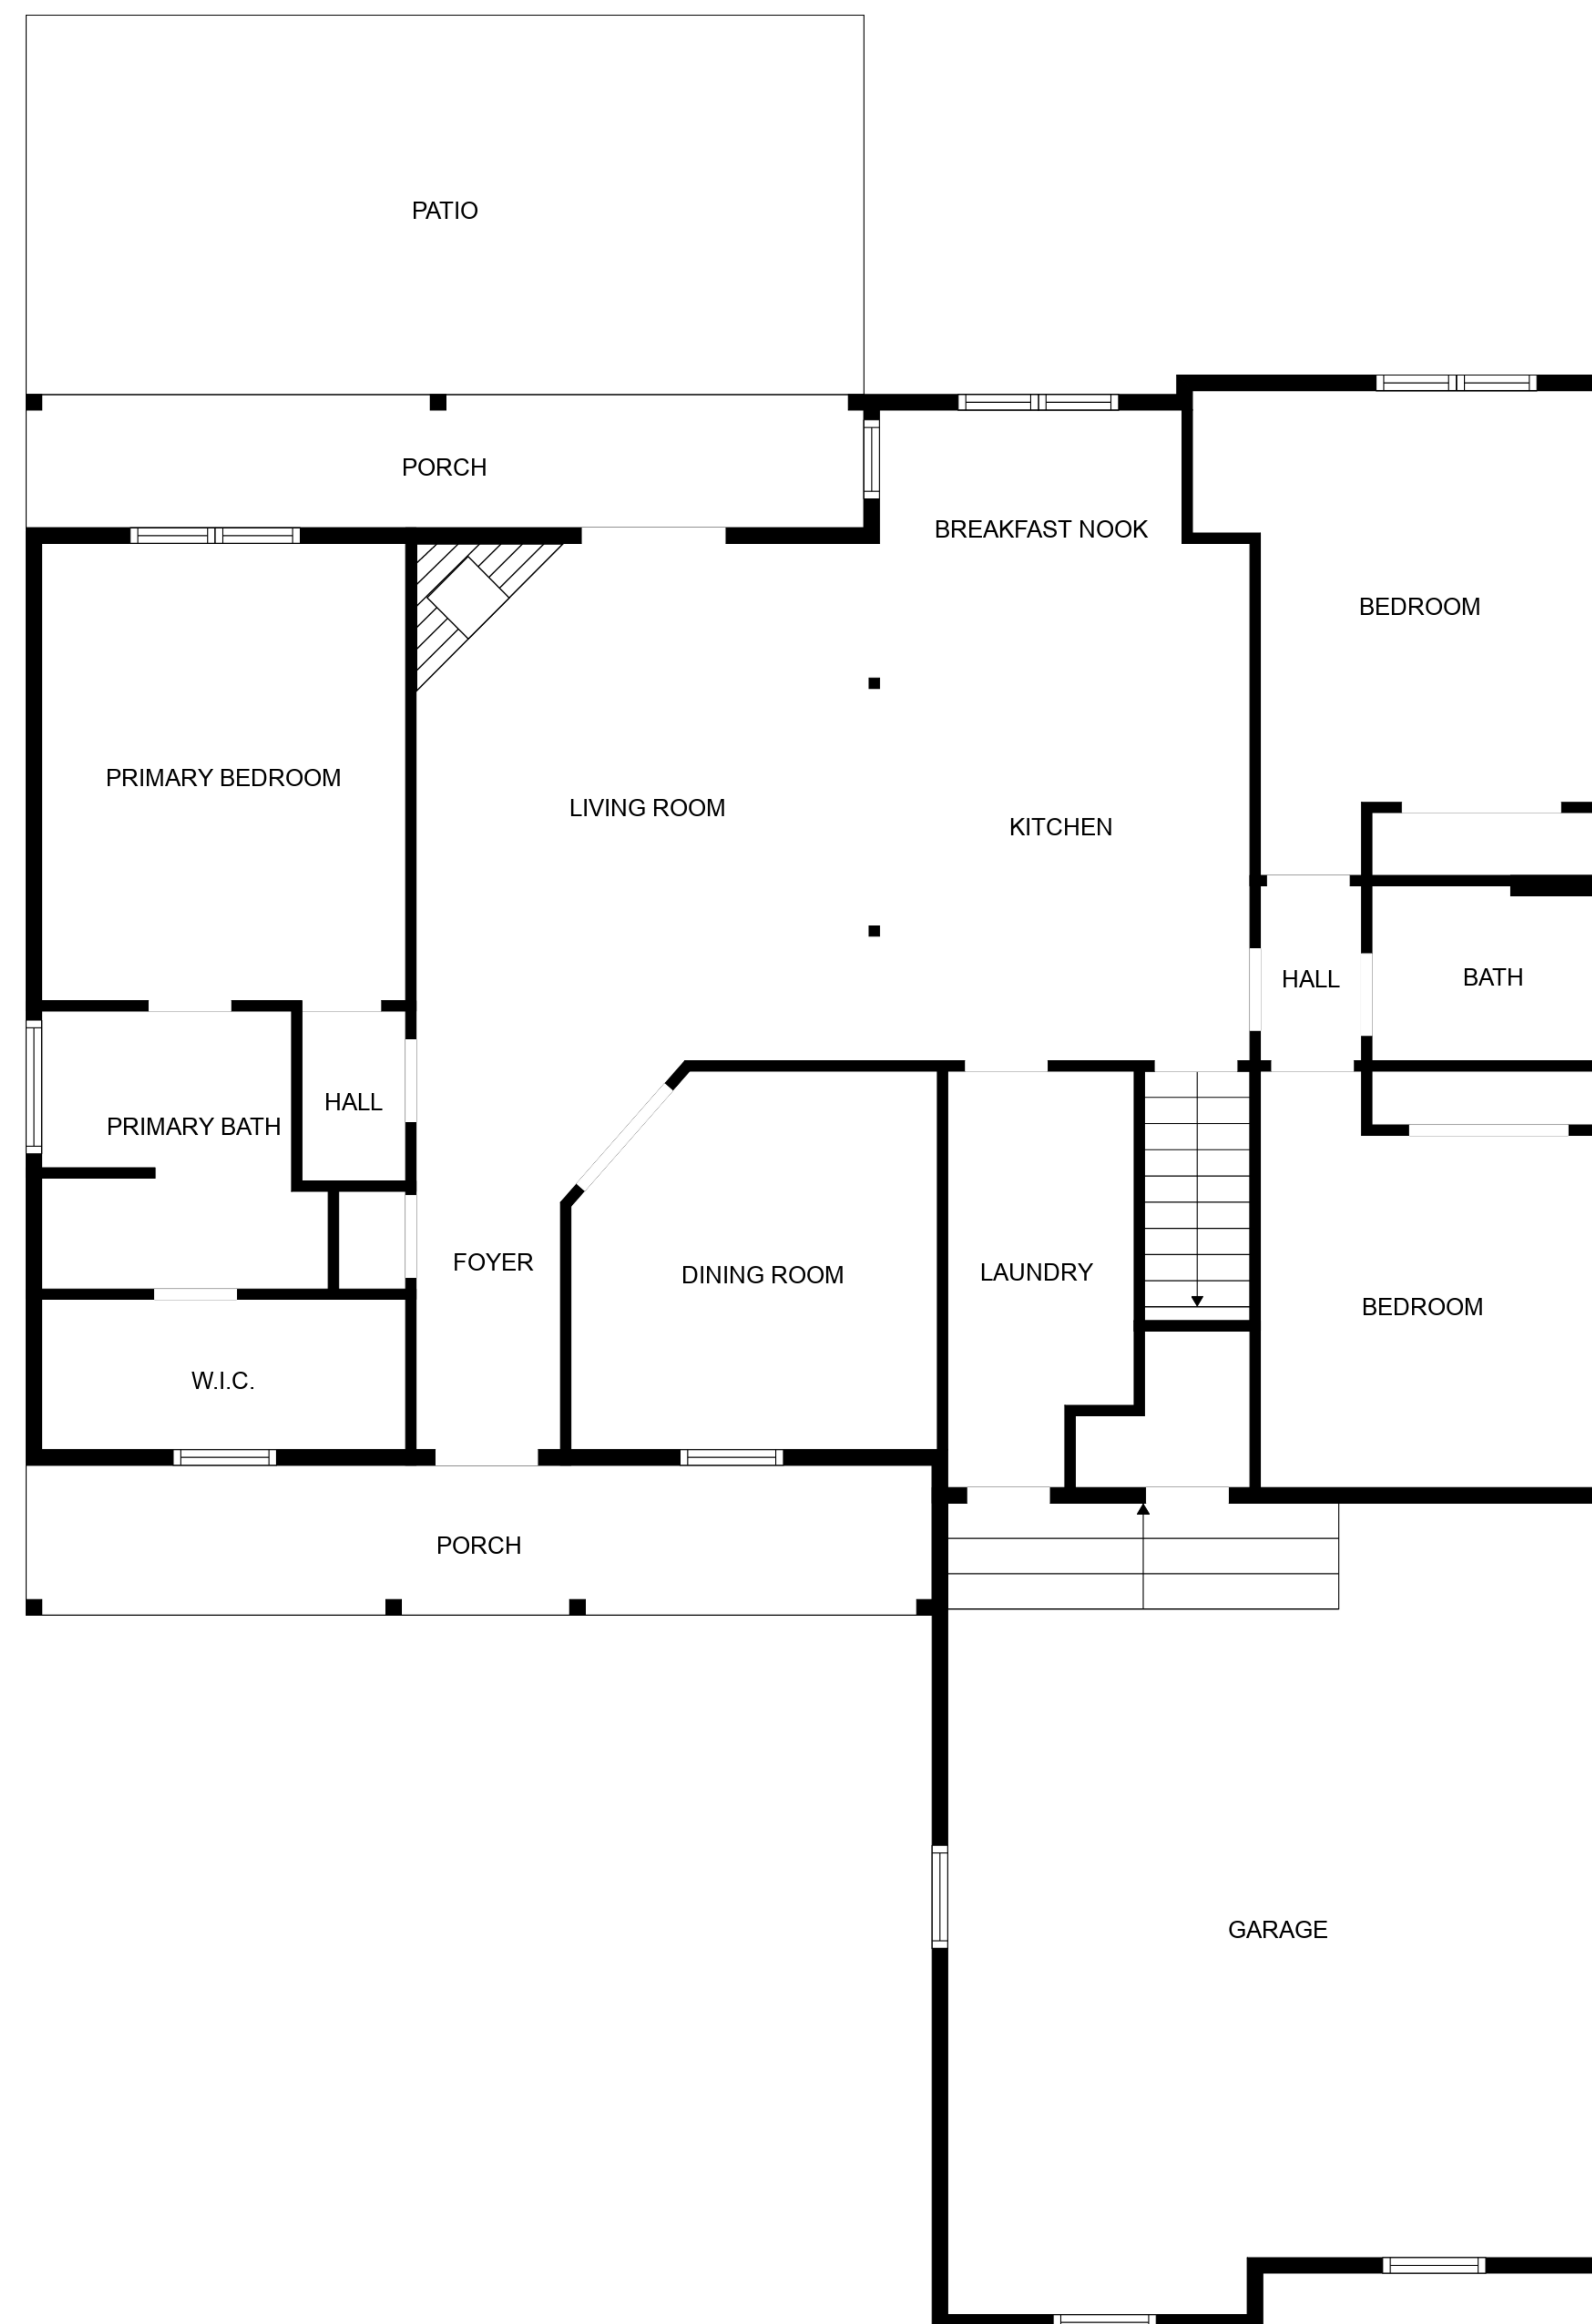 PATIO
PORCH
BREAKFAST NOOK
BEDROOM
PRIMARY BEDROOM
LIVING ROOM
KITCHEN
HALL
BATH
HALL
PRIMARY BATH
FOYER
DINING ROOM
LAUNDRY
BEDROOM
W.I.C.
PORCH
GARAGE